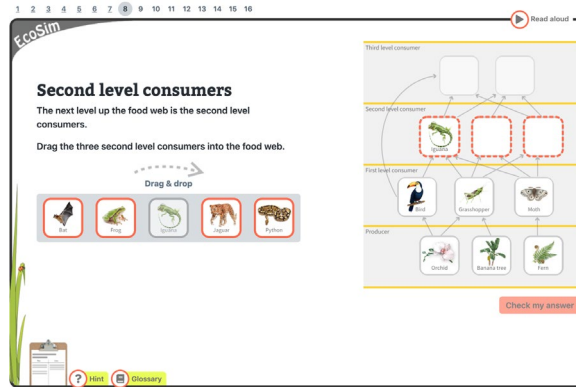 1 2 3 4 5 6 7 8 9 10 11 12 13 14 15 16
Read aloud
EcoSim
Second level consumers
The next level up the food web is the second level
consumers.
Drag the three second level consumers into the food web.
Drag & drop
Bat Frog Iguana Jaguar Python
Third level consumer
Second level consumer
Iguana
First level consumer
Bird Grasshopper Moth
Producer
Orchid Banana tree Fern
Check my answer
? Hint Glossary